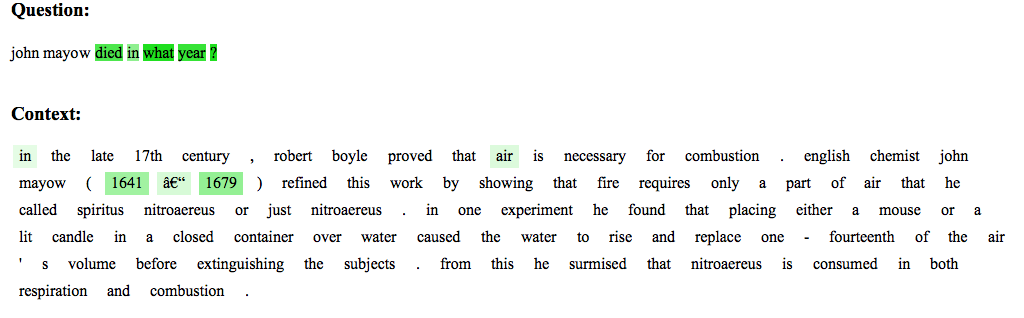 Question:
john mayow died in what year ?
Context:
in the late 17th century , robert boyle proved that air is necessary for combustion . english chemist john
mayow ( 1641 â€“ 1679 ) refined this work by showing that fire requires only a part of air that he
called spiritus nitroaereus or just nitroaereus . in one experiment he found that placing either a mouse or a
lit candle in a closed container over water caused the water to rise and replace one - fourteenth of the air
' s volume before extinguishing the subjects . from this he surmised that nitroaereus is consumed in both
respiration and combustion .